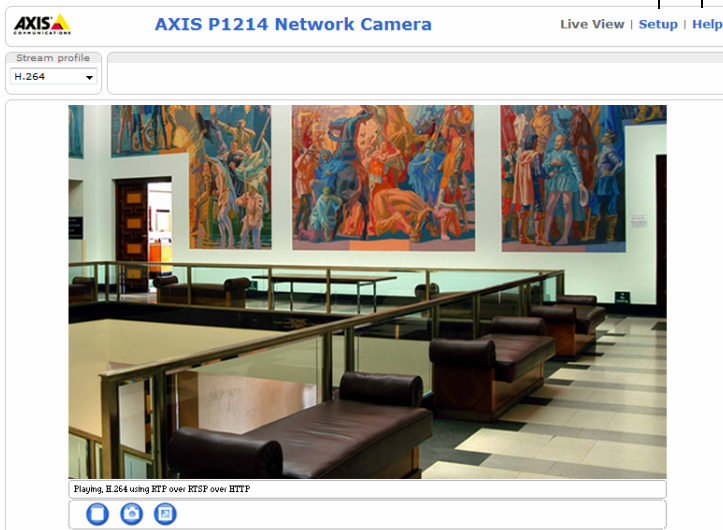 AXIS
COMMUNICATIONS
AXIS P1214 Network Camera
Live View | Setup | Help
Stream profile
H.264
Playing, H.264 using RTP over RTSP over HTTP